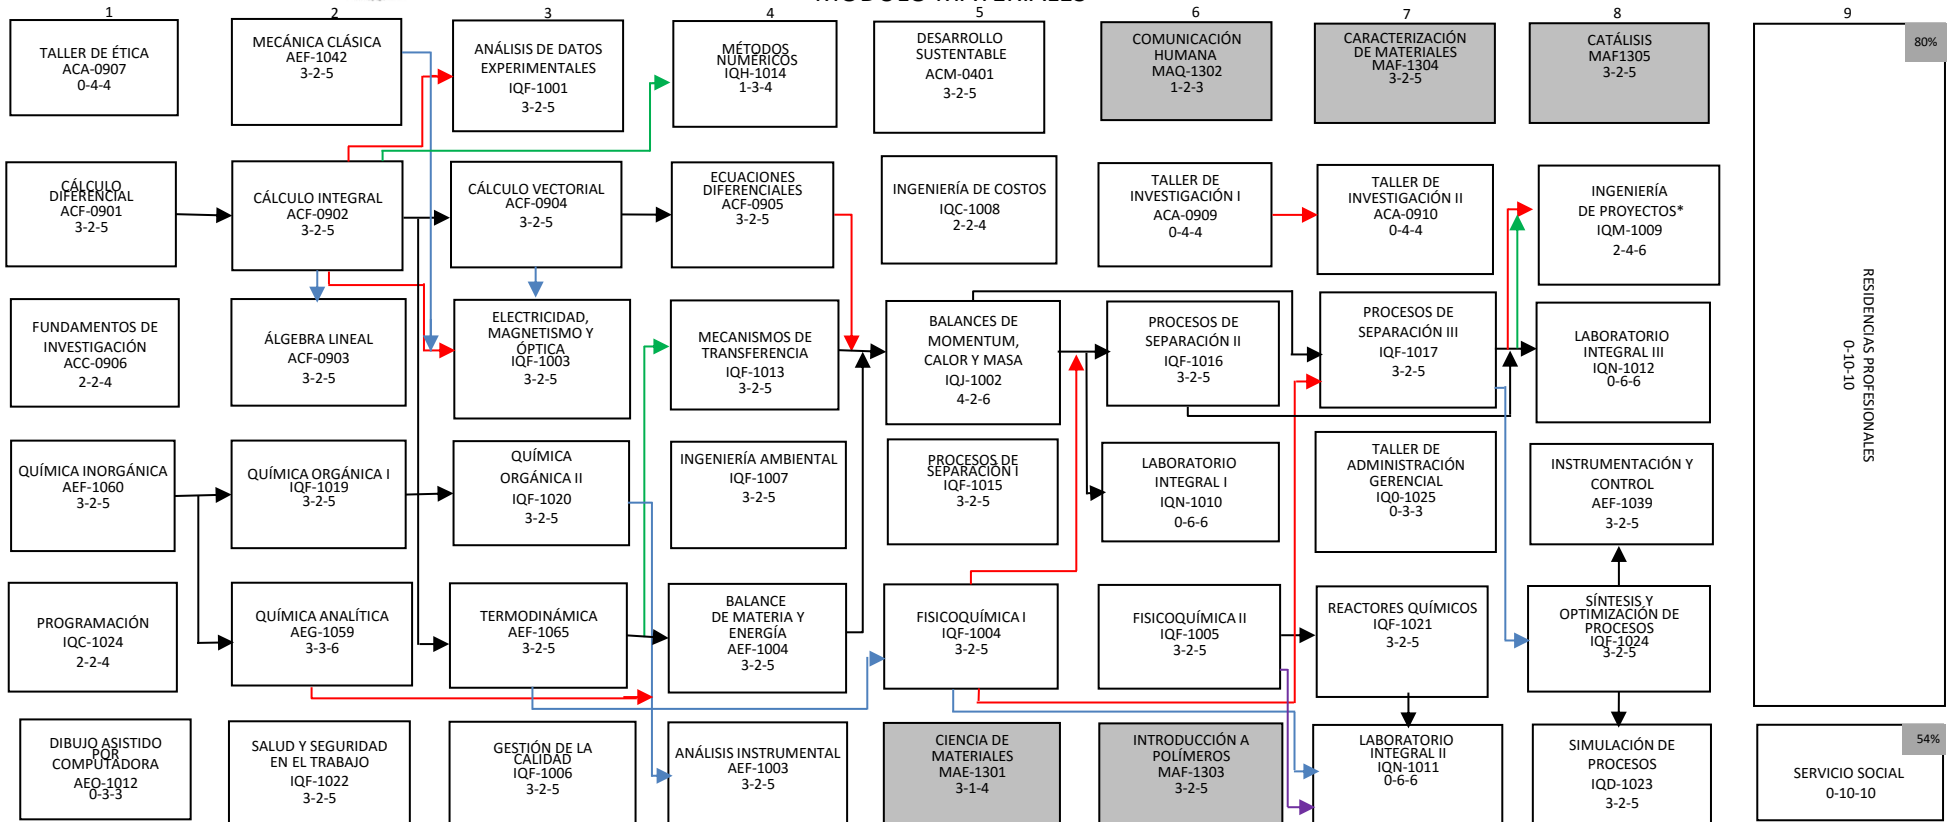 MÓDULO MATERIALES
1
2
3
4
5
6
7
8
9
TALLER DE ÉTICA
ACA-0907
0-4-4
MECÁNICA CLÁSICA
AEF-1042
3-2-5
ANÁLISIS DE DATOS
EXPERIMENTALES
IQF-1001
3-2-5
MÉTODOS
NUMÉRICOS
IQH-1014
1-3-4
DESARROLLO
SUSTENTABLE
ACM-0401
3-2-5
COMUNICACIÓN
HUMANA
MAQ-1302
1-2-3
CARACTERIZACIÓN
DE MATERIALES
MAF-1304
3-2-5
CATÁLISIS
MAF1305
3-2-5
80%
RESIDENCIAS PROFESIONALES
0-10-10
CÁLCULO
DIFERENCIAL
ACF-0901
3-2-5
CÁLCULO INTEGRAL
ACF-0902
3-2-5
CÁLCULO VECTORIAL
ACF-0904
3-2-5
ECUACIONES
DIFERENCIALES
ACF-0905
3-2-5
INGENIERÍA DE COSTOS
IQC-1008
2-2-4
TALLER DE
INVESTIGACIÓN I
ACA-0909
0-4-4
TALLER DE
INVESTIGACIÓN II
ACA-0910
0-4-4
INGENIERÍA
DE PROYECTOS*
IQM-1009
2-4-6
FUNDAMENTOS DE
INVESTIGACIÓN
ACC-0906
2-2-4
ÁLGEBRA LINEAL
ACF-0903
3-2-5
ELECTRICIDAD,
MAGNETISMO Y
ÓPTICA
IQF-1003
3-2-5
MECANISMOS DE
TRANSFERENCIA
IQF-1013
3-2-5
BALANCES DE
MOMENTUM,
CALOR Y MASA
IQJ-1002
4-2-6
PROCESOS DE
SEPARACIÓN II
IQF-1016
3-2-5
PROCESOS DE
SEPARACIÓN III
IQF-1017
3-2-5
LABORATORIO
INTEGRAL III
IQN-1012
0-6-6
QUÍMICA INORGÁNICA
AEF-1060
3-2-5
QUÍMICA ORGÁNICA I
IQF-1019
3-2-5
QUÍMICA
ORGÁNICA II
IQF-1020
3-2-5
INGENIERÍA AMBIENTAL
IQF-1007
3-2-5
PROCESOS DE
SEPARACIÓN I
IQF-1015
3-2-5
LABORATORIO
INTEGRAL I
IQN-1010
0-6-6
TALLER DE
ADMINISTRACIÓN
GERENCIAL
IQ0-1025
0-3-3
INSTRUMENTACIÓN Y
CONTROL
AEF-1039
3-2-5
PROGRAMACIÓN
IQC-1024
2-2-4
QUÍMICA ANALÍTICA
AEG-1059
3-3-6
TERMODINÁMICA
AEF-1065
3-2-5
BALANCE
DE MATERIA Y
ENERGÍA
AEF-1004
3-2-5
FISICOQUÍMICA I
IQF-1004
3-2-5
FISICOQUÍMICA II
IQF-1005
3-2-5
REACTORES QUÍMICOS
IQF-1021
3-2-5
SÍNTESIS Y
OPTIMIZACIÓN DE
PROCESOS
IQF-1024
3-2-5
DIBUJO ASISTIDO
POR
COMPUTADORA
AEO-1012
0-3-3
SALUD Y SEGURIDAD
EN EL TRABAJO
IQF-1022
3-2-5
GESTIÓN DE LA
CALIDAD
IQF-1006
3-2-5
ANÁLISIS INSTRUMENTAL
AEF-1003
3-2-5
CIENCIA DE
MATERIALES
MAE-1301
3-1-4
INTRODUCCIÓN A
POLÍMEROS
MAF-1303
3-2-5
LABORATORIO
INTEGRAL II
IQN-1011
0-6-6
SIMULACIÓN DE
PROCESOS
IQD-1023
3-2-5
54%
SERVICIO SOCIAL
0-10-10